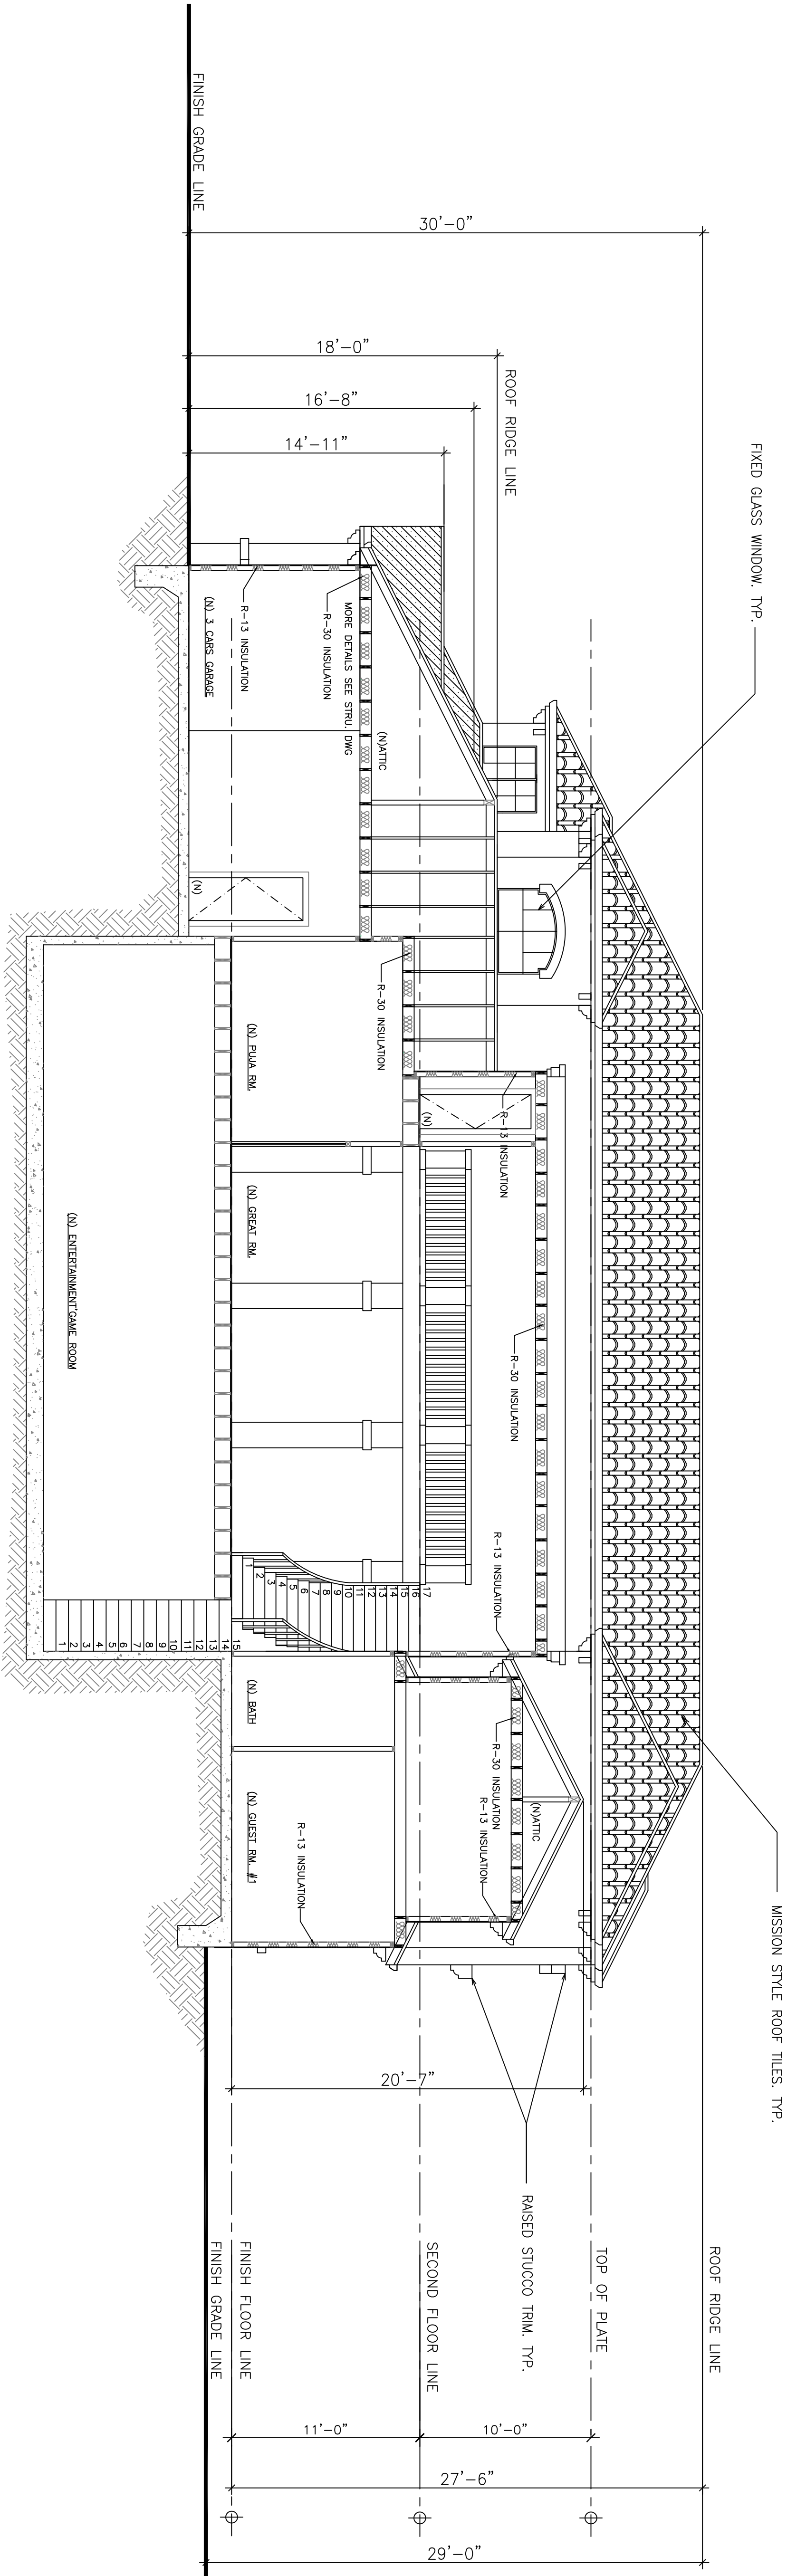 FINISH GRADE LINE
30'-0"
18'-0"
16'-8"
14'-11"
ROOF RIDGE LINE
FIXED GLASS WINDOW. TYP.
R-13 INSULATION
R-30 INSULATION
MORE DETAILS SEE STRU. DWG
(N) 3 CARS GARAGE
(N)ATTIC
(N)
R-30 INSULATION
(N) PUJA RM.
(N)
R-13 INSULATION
(N) GREAT RM.
(N) ENTERTAINMENT'GAME ROOM
R-30 INSULATION
R-13 INSULATION
1
2
3
4
5
6
7
8
9
10
11
12
13
14
15
16
17
1
2
3
4
5
6
7
8
9
10
11
12
13
14
15
(N) BATH
R-30 INSULATION
R-13 INSULATION
(N)ATTIC
(N) GUEST RM. #1
R-13 INSULATION
MISSION STYLE ROOF TILES. TYP.
20'-7"
RAISED STUCCO TRIM. TYP.
ROOF RIDGE LINE
TOP OF PLATE
SECOND FLOOR LINE
FINISH FLOOR LINE
FINISH GRADE LINE
11'-0"
10'-0"
27'-6"
29'-0"